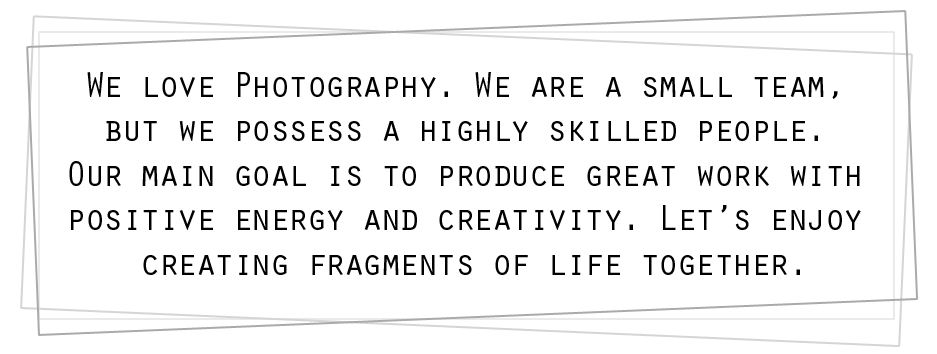 We love Photography. We are a small team,
but we possess a highly skilled people.
Our main goal is to produce great work with
positive energy and creativity. Let's enjoy
creating fragments of life together.